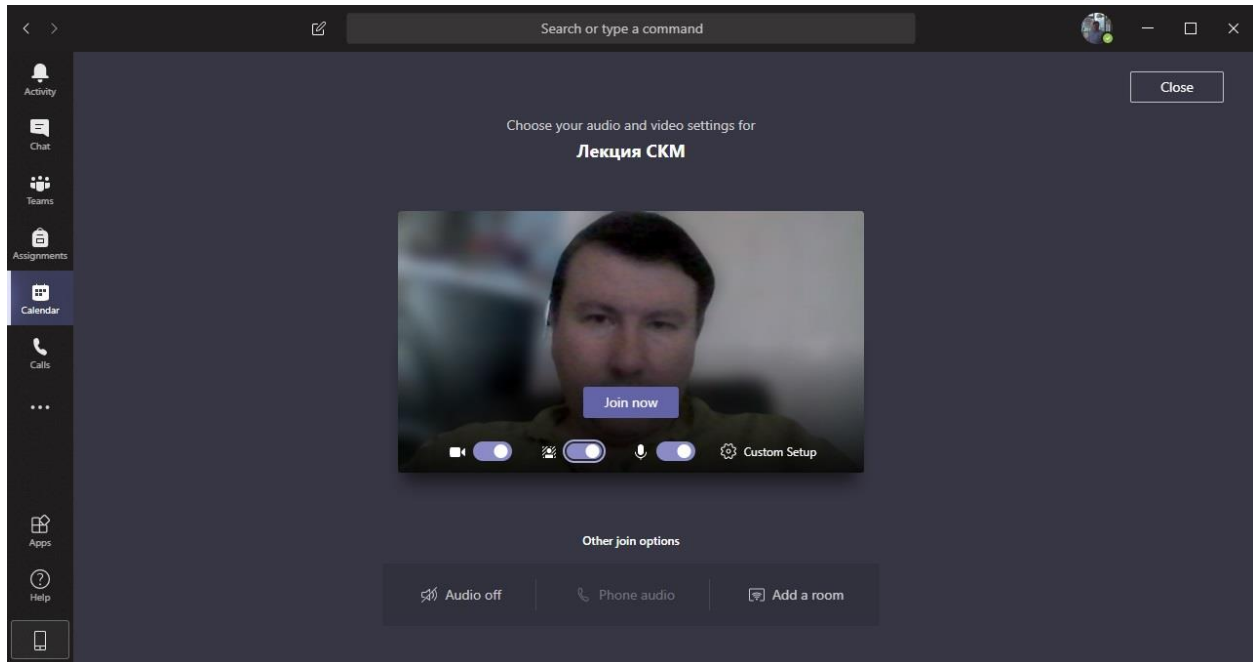 Search or type a command
Activity
Chat
Teams
Assignments
Calendar
Calls
Apps
Help
Close
Choose your audio and video settings for
Лекция СКМ
Join now
Custom Setup
Other join options
Audio off
Phone audio
Add a room